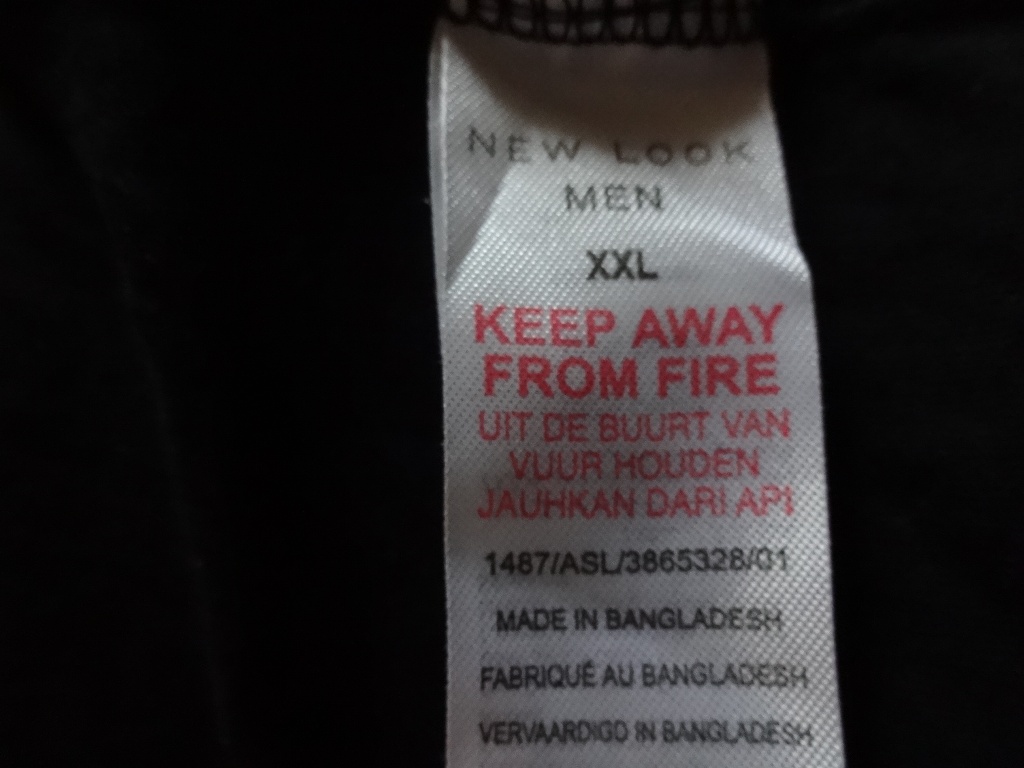 NEW LOOK
MEN
XXL
KEEP AWAY
FROM FIRE
UIT DE BUURT VAN
VUUR HOUDEN
JAUHKAN DARI API
1487/ASL/3865328/01
MADE IN BANGLADESH
FABRIQUÉ AU BANGLADESH
VERVAARDIGD IN BANGLADESH